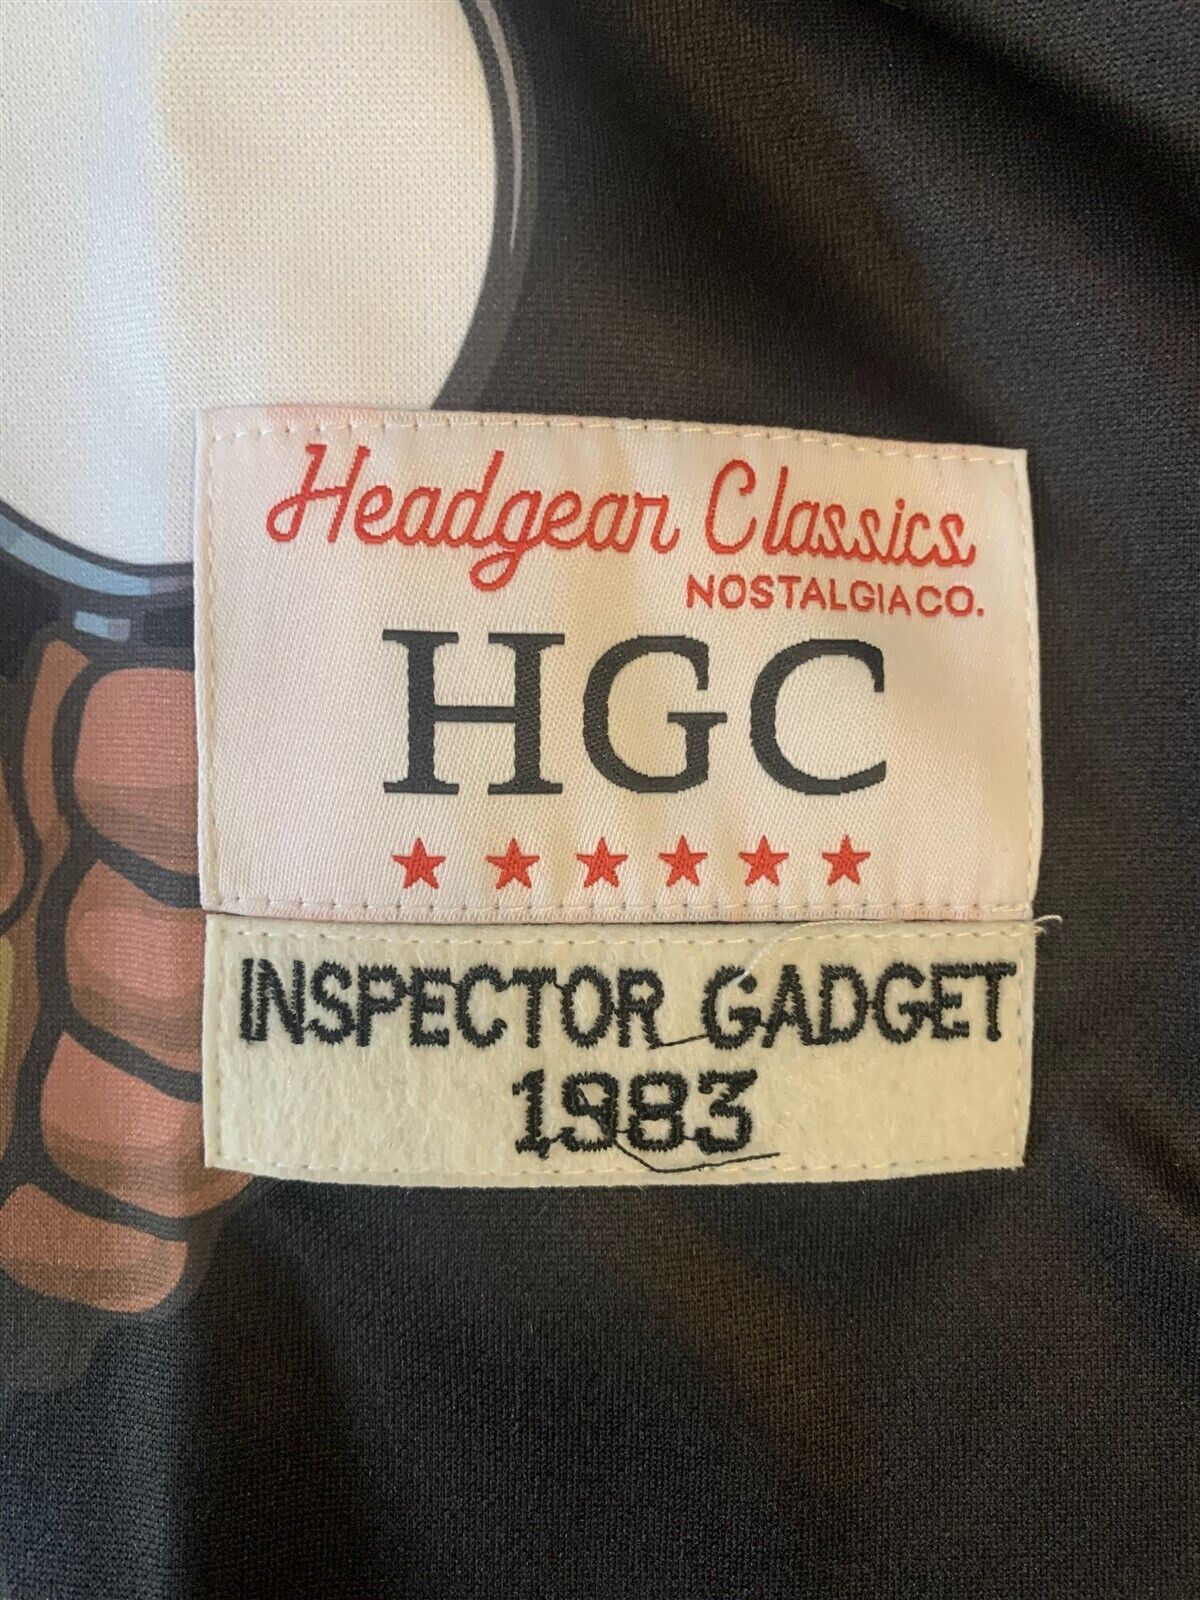 Headgear Classics
NOSTALGIA CO.
HGC
INSPECTOR GADGET
1983